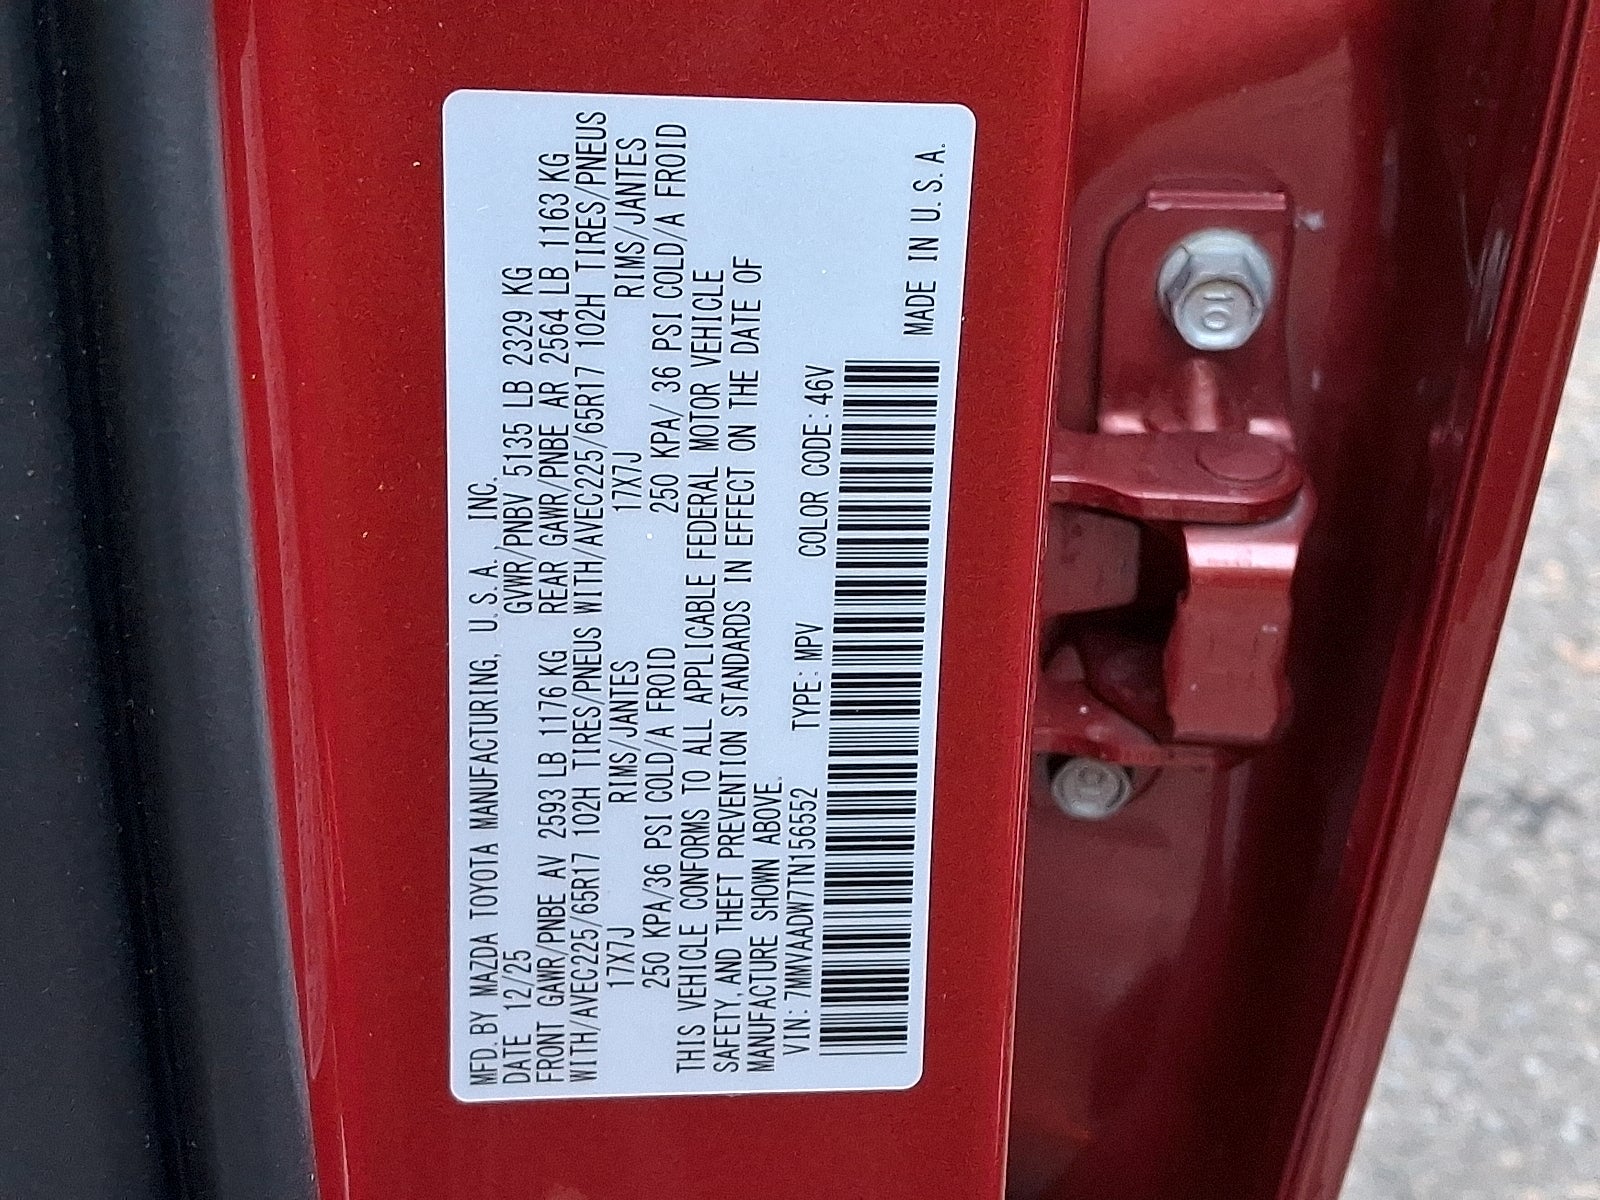 MFD. BY MAZDA TOYOTA MANUFACTURING, U. S. A. INC.
DATE 12/25 GVWR/PNBV 5135 LB 2329 KG
FRONT GAWR/PNBE AV 2593 LB 1176 KG REAR GAWR/PNBE AR 2564 LB 1163 KG
WITH/AVEC225/65R17 102H TIRES/PNEUS WITH/AVEC225/65R17 102H TIRES/PNEUS
17X7J RIMS/JANTES 17X7J RIMS/JANTES
250 KPA/36 PSI COLD/A FROID 250 KPA/ 36 PSI COLD/A FROID
THIS VEHICLE CONFORMS TO ALL APPLICABLE FEDERAL MOTOR VEHICLE
SAFETY, AND THEFT PREVENTION STANDARDS IN EFFECT ON THE DATE OF
MANUFACTURE SHOWN ABOVE.
VIN: 7MMVAADW7TN156552 TYPE: MPV COLOR CODE: 46V
MADE IN U. S. A.